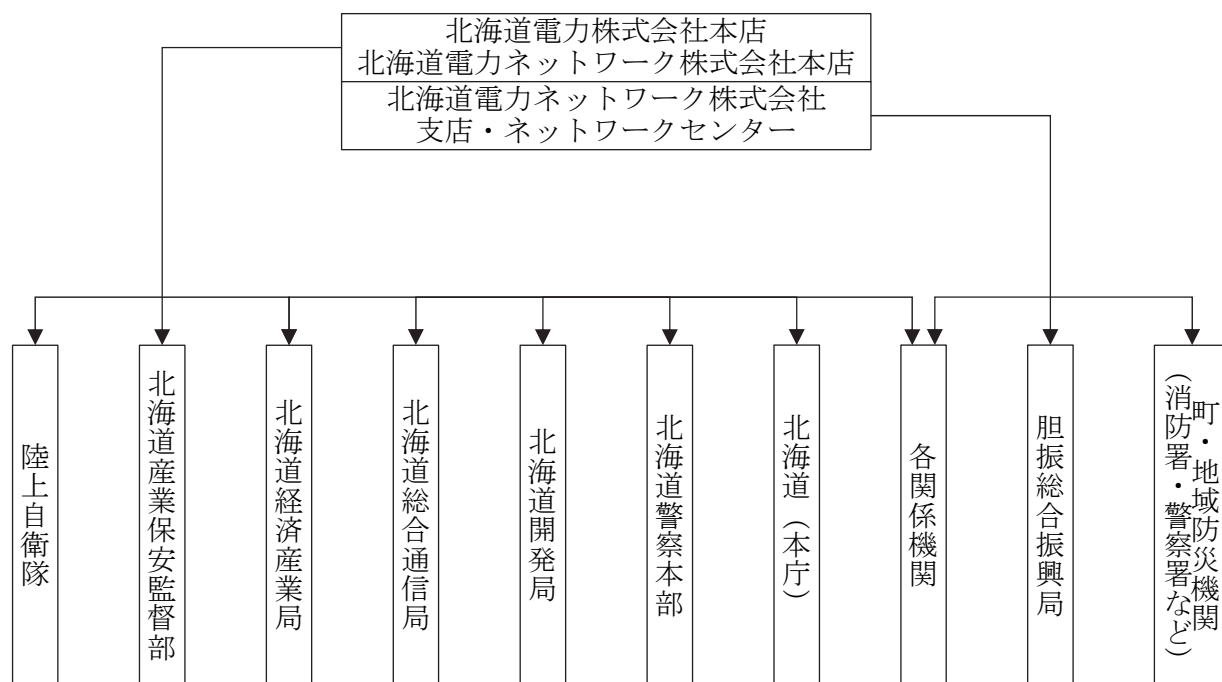 北海道電力株式会社本店
北海道電力ネットワーク株式会社本店
北海道電力ネットワーク株式会社
支店・ネットワークセンター
陸上自衛隊
北海道産業保安監督部
北海道経済産業局
北海道総合通信局
北海道開発局
北海道警察本部
北海道（本庁）
各関係機関
胆振総合振興局
町・地域防災機関
（消防署・警察署など）